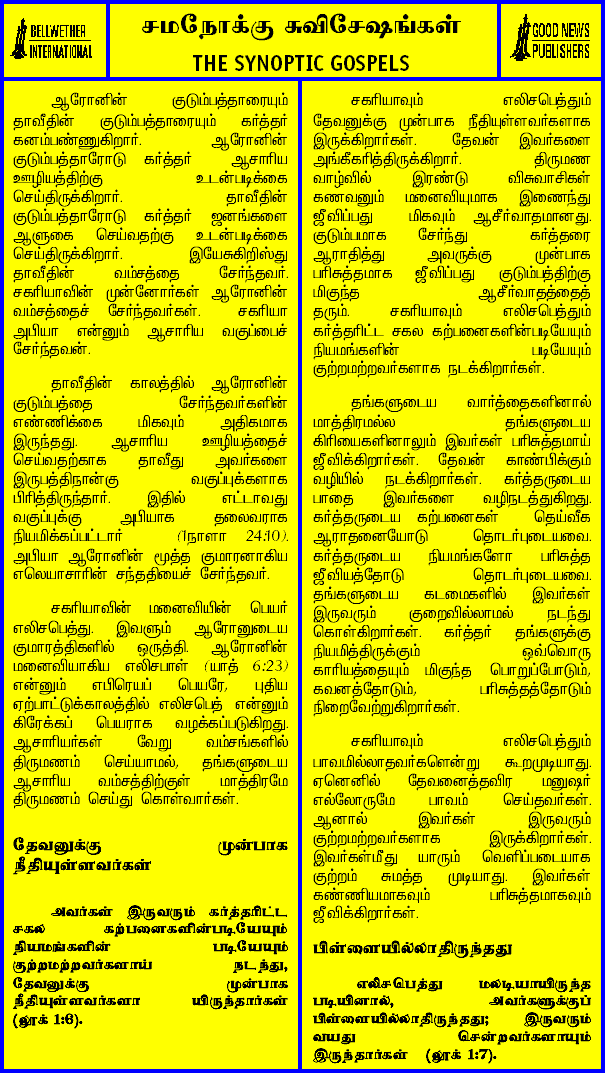 BELLWETHER
INTERNATIONAL
சமநோக்கு சுவிசேஷங்கள்
THE SYNOPTIC GOSPELS
GOOD NEWS
PUBLISHERS
ஆரோனின் குடும்பத்தாரையும்
தாவீதின் குடும்பத்தாரையும் கர்த்தர்
கனம்பண்ணுகிறார். ஆரோனின்
குடும்பத்தாரோடு கர்த்தர் ஆசாரிய
ஊழியத்திற்கு உடன்படிக்கை
செய்திருக்கிறார். தாவீதின்
குடும்பத்தாரோடு கர்த்தர் ஜனங்களை
ஆளுகை செய்வதற்கு உடன்படிக்கை
செய்திருக்கிறார். இயேசுகிறிஸ்து
தாவீதின் வம்சத்தை சேர்ந்தவர்.
சகரியாவின் முன்னோர்கள் ஆரோனின்
வம்சத்தைச் சேர்ந்தவர்கள். சகரியா
அபியா என்னும் ஆசாரிய வகுப்பைச்
சேர்ந்தவன்.
தாவீதின் காலத்தில் ஆரோனின்
குடும்பத்தை சேர்ந்தவர்களின்
எண்ணிக்கை மிகவும் அதிகமாக
இருந்தது. ஆசாரிய ஊழியத்தைச்
செய்வதற்காக தாவீது அவர்களை
இருபத்திநான்கு வகுப்புக்களாக
பிரித்திருந்தார். இதில் எட்டாவது
வகுப்புக்கு அபியாக தலைவராக
நியமிக்கப்பட்டார் (1நாளா 24:10).
அபியா ஆரோனின் மூத்த குமாரனாகிய
எலெயாசாரின் சந்ததியைச் சேர்ந்தவர்.
சகரியாவின் மனைவியின் பெயர்
எலிசபெத்து. இவளும் ஆரோனுடைய
குமாரத்திகளில் ஒருத்தி. ஆரோனின்
மனைவியாகிய எலிசபாள் (யாத் 6:23)
என்னும் எபிரெயப் பெயரே, புதிய
ஏற்பாட்டுக்காலத்தில் எலிசபெத் என்னும்
கிரேக்கப் பெயராக வழக்கப்படுகிறது.
ஆசாரியர்கள் வேறு வம்சங்களில்
திருமணம் செய்யாமல், தங்களுடைய
ஆசாரிய வம்சத்திற்குள் மாத்திரமே
திருமணம் செய்து கொள்வார்கள்.
தேவனுக்கு முன்பாக
நீதியுள்ளவர்கள்
அவர்கள் இருவரும் கர்த்தரிட்ட
சகல கற்பனைகளின்படியேயும்
நியமங்களின் படியேயும்
குற்றமற்றவர்களாய் நடந்து,
தேவனுக்கு முன்பாக
நீதியுள்ளவர்களா யிருந்தார்கள்
(லூக் 1:6).
சகரியாவும் எலிசபெத்தும்
தேவனுக்கு முன்பாக நீதியுள்ளவர்களாக
இருக்கிறார்கள். தேவன் இவர்களை
அங்கீகரித்திருக்கிறார். திருமண
வாழ்வில் இரண்டு விசுவாசிகள்
கணவனும் மனைவியுமாக இணைந்து
ஜீவிப்பது மிகவும் ஆசீர்வாதமானது.
குடும்பமாக சேர்ந்து கர்த்தரை
ஆராதித்து அவருக்கு முன்பாக
பரிசுத்தமாக ஜீவிப்பது குடும்பத்திற்கு
மிகுந்த ஆசீர்வாதத்தைத்
தரும். சகரியாவும் எலிசபெத்தும்
கர்த்தரிட்ட சகல கற்பனைகளின்படியேயும்
நியமங்களின் படியேயும்
குற்றமற்றவர்களாக நடக்கிறார்கள்.
தங்களுடைய வார்த்தைகளினால்
மாத்திரமல்ல தங்களுடைய
கிரியைகளினாலும் இவர்கள் பரிசுத்தமாய்
ஜீவிக்கிறார்கள். தேவன் காண்பிக்கும்
வழியில் நடக்கிறார்கள். கர்த்தருடைய
பாதை இவர்களை வழிநடத்துகிறது.
கர்த்தருடைய கற்பனைகள் தெய்வீக
ஆராதனையோடு தொடர்புடையவை.
கர்த்தருடைய நியமங்களோ பரிசுத்த
ஜீவியத்தோடு தொடர்புடையவை.
தங்களுடைய கடமைகளில் இவர்கள்
இருவரும் குறைவில்லாமல் நடந்து
கொள்கிறார்கள். கர்த்தர் தங்களுக்கு
நியமித்திருக்கும் ஒவ்வொரு
காரியத்தையும் மிகுந்த பொறுப்போடும்,
கவனத்தோடும், பரிசுத்தத்தோடும்
நிறைவேற்றுகிறார்கள்.
சகரியாவும் எலிசபெத்தும்
பாவமில்லாதவர்களென்று கூறமுடியாது.
ஏனெனில் தேவனைத்தவிர மனுஷர்
எல்லோருமே பாவம் செய்தவர்கள்.
ஆனால் இவர்கள் இருவரும்
குற்றமற்றவர்களாக இருக்கிறார்கள்.
இவர்கள்மீது யாரும் வெளிப்படையாக
குற்றம் சுமத்த முடியாது. இவர்கள்
கண்ணியமாகவும் பரிசுத்தமாகவும்
ஜீவிக்கிறார்கள்.
பிள்ளையில்லாதிருந்தது
எலிசபெத்து மலடியாயிருந்த
படியினால், அவர்களுக்குப்
பிள்ளையில்லாதிருந்தது; இருவரும்
வயது சென்றவர்களாயும்
இருந்தார்கள் (லூக் 1:7).